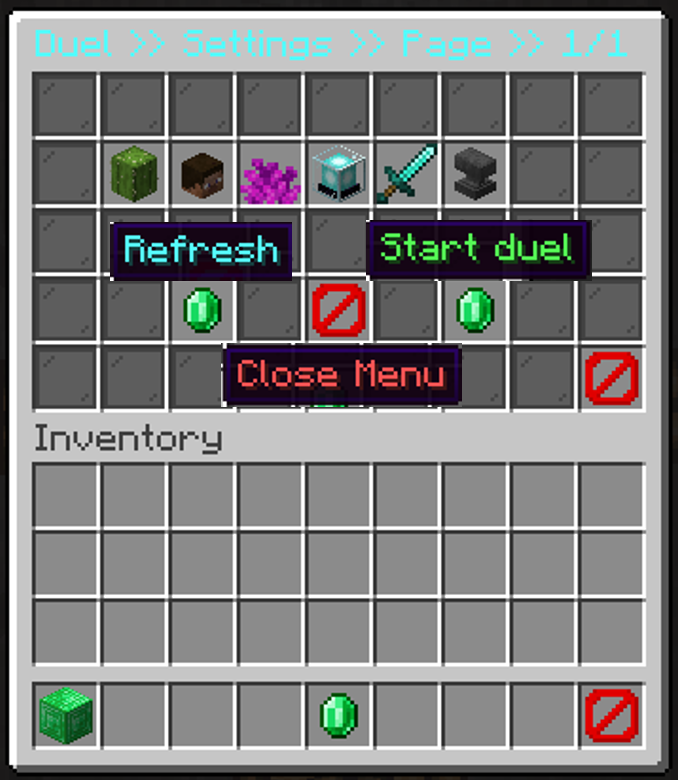 Duel >> Settings >> Page >> 1/1
Refresh
Start duel
Close Menu
Inventory